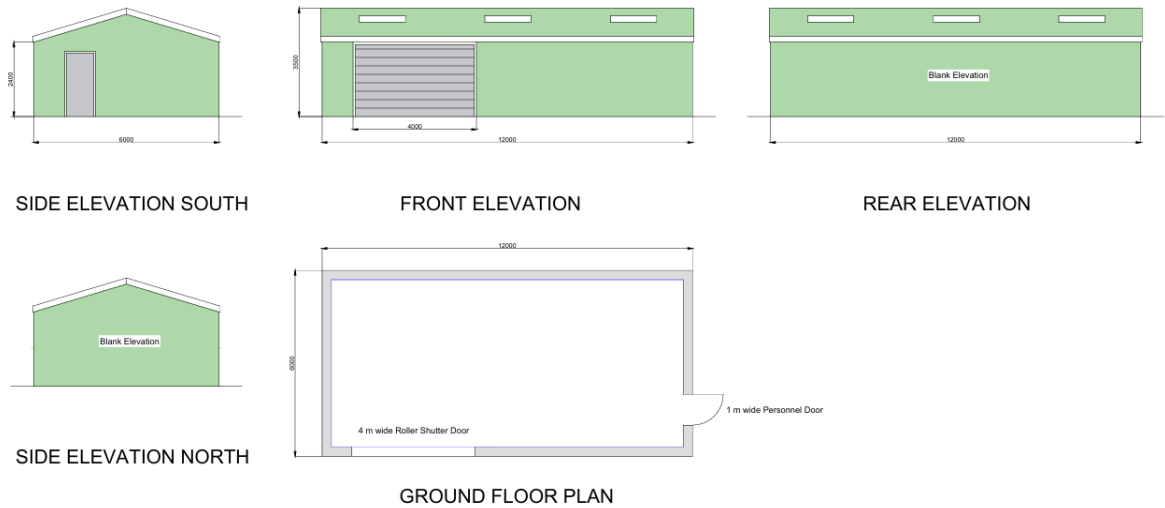 2400
6000
SIDE ELEVATION SOUTH
3500
4000
12000
FRONT ELEVATION
Blank Elevation
12000
REAR ELEVATION
Blank Elevation
SIDE ELEVATION NORTH
12000
6000
4 m wide Roller Shutter Door
1 m wide Personnel Door
GROUND FLOOR PLAN